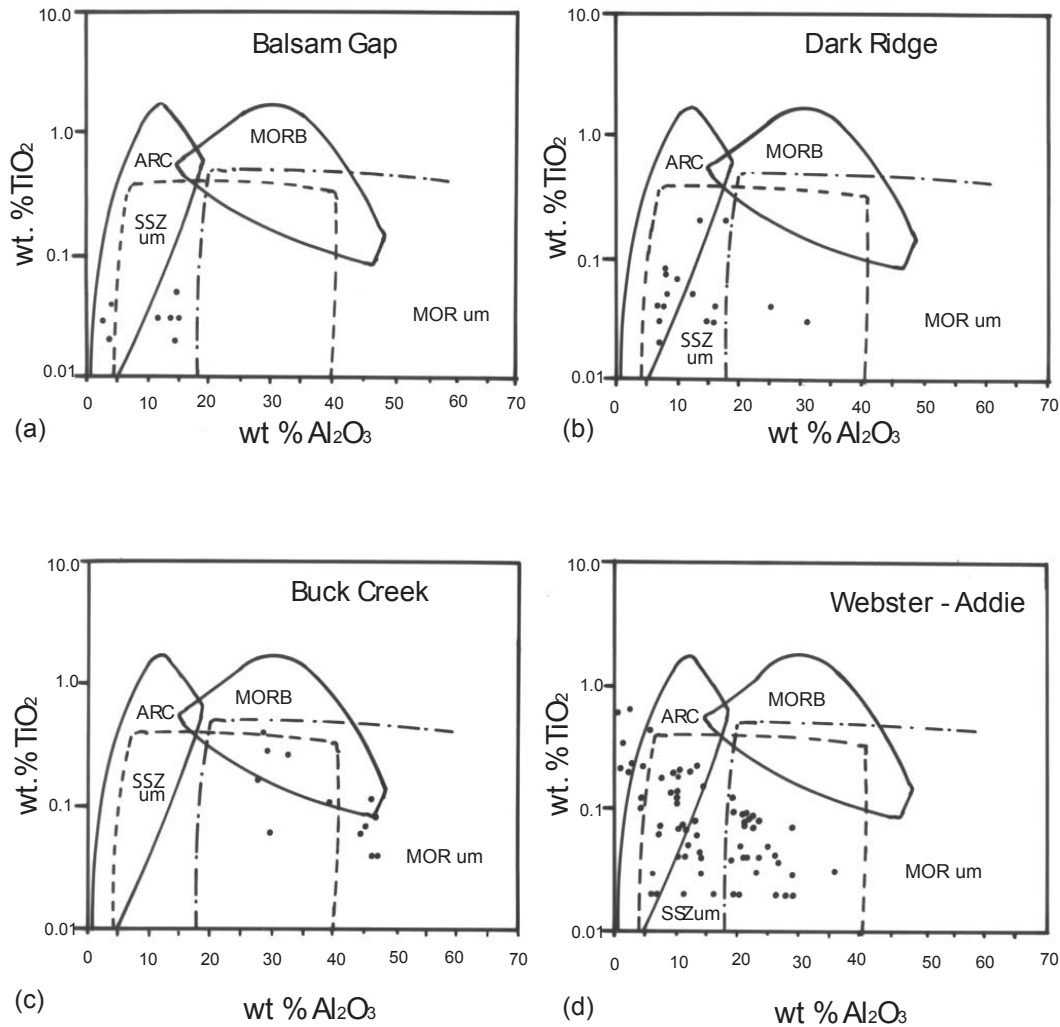 Balsam Gap
10.0
1.0
0.1
0.01
wt. % TiO₂
ARC
MORB
SSZ
um
MOR um
0 10 20 30 40 50 60 70
(a)
wt % Al₂O₃
Dark Ridge
10.0
1.0
0.1
0.01
wt. % TiO₂
ARC
MORB
SSZ
um
MOR um
0 10 20 30 40 50 60 70
(b)
wt % Al₂O₃
Buck Creek
10.0
1.0
0.1
0.01
wt. % TiO₂
ARC
MORB
SSZ
um
MOR um
0 10 20 30 40 50 60 70
(c)
wt % Al₂O₃
Webster - Addie
10.0
1.0
0.1
0.01
wt. % TiO₂
ARC
MORB
MOR um
SSZum
0 10 20 30 40 50 60 70
(d)
wt % Al₂O₃